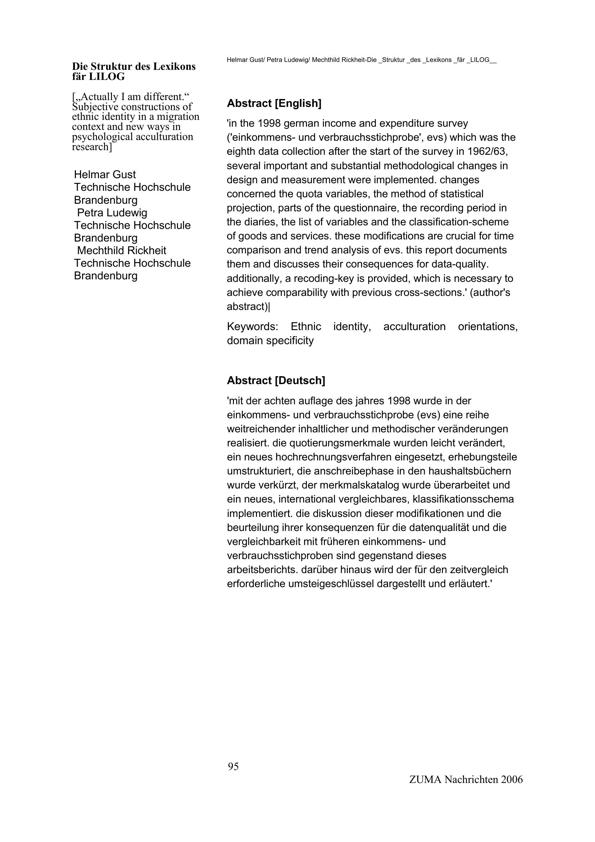 Helmar Gust/ Petra Ludewig/ Mechthild Rickheit-Die _Struktur _des _Lexikons _fär _LILOG__
Die Struktur des Lexikons
fär LILOG
[„Actually I am different.“
Subjective constructions of
ethnic identity in a migration
context and new ways in
psychological acculturation
research]
Helmar Gust
Technische Hochschule
Brandenburg
Petra Ludewig
Technische Hochschule
Brandenburg
Mechthild Rickheit
Technische Hochschule
Brandenburg
Abstract [English]
'in the 1998 german income and expenditure survey
('einkommens- und verbrauchsstichprobe', evs) which was the
eighth data collection after the start of the survey in 1962/63,
several important and substantial methodological changes in
design and measurement were implemented. changes
concerned the quota variables, the method of statistical
projection, parts of the questionnaire, the recording period in
the diaries, the list of variables and the classification-scheme
of goods and services. these modifications are crucial for time
comparison and trend analysis of evs. this report documents
them and discusses their consequences for data-quality.
additionally, a recoding-key is provided, which is necessary to
achieve comparability with previous cross-sections.' (author's
abstract)|
Keywords: Ethnic identity, acculturation orientations,
domain specificity
Abstract [Deutsch]
'mit der achten auflage des jahres 1998 wurde in der
einkommens- und verbrauchsstichprobe (evs) eine reihe
weitreichender inhaltlicher und methodischer veränderungen
realisiert. die quotierungsmerkmale wurden leicht verändert,
ein neues hochrechnungsverfahren eingesetzt, erhebungsteile
umstrukturiert, die anschreibephase in den haushaltsbüchern
wurde verkürzt, der merkmalskatalog wurde überarbeitet und
ein neues, international vergleichbares, klassifikationsschema
implementiert. die diskussion dieser modifikationen und die
beurteilung ihrer konsequenzen für die datenqualität und die
vergleichbarkeit mit früheren einkommens- und
verbrauchsstichproben sind gegenstand dieses
arbeitsberichts. darüber hinaus wird der für den zeitvergleich
erforderliche umsteigeschlüssel dargestellt und erläutert.'
95
ZUMA Nachrichten 2006